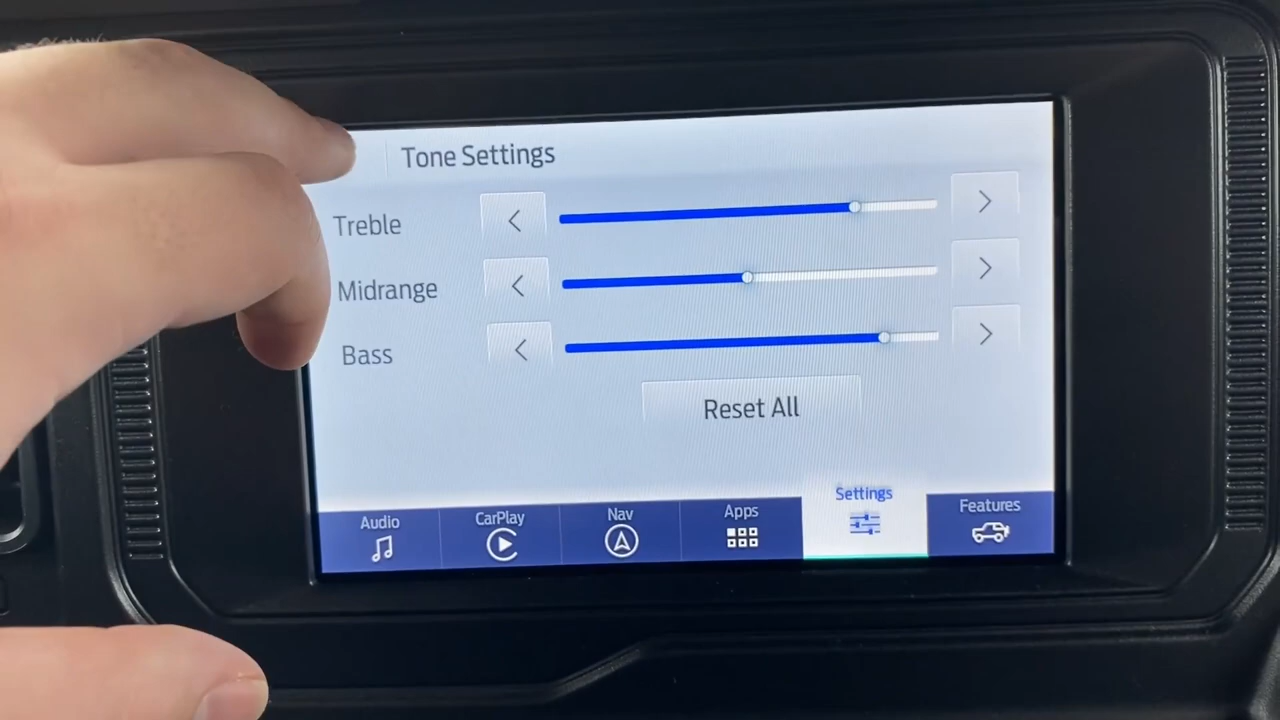 Tone Settings
Treble
Midrange
Bass
Reset All
Audio
CarPlay
Nav
Apps
Settings
Features